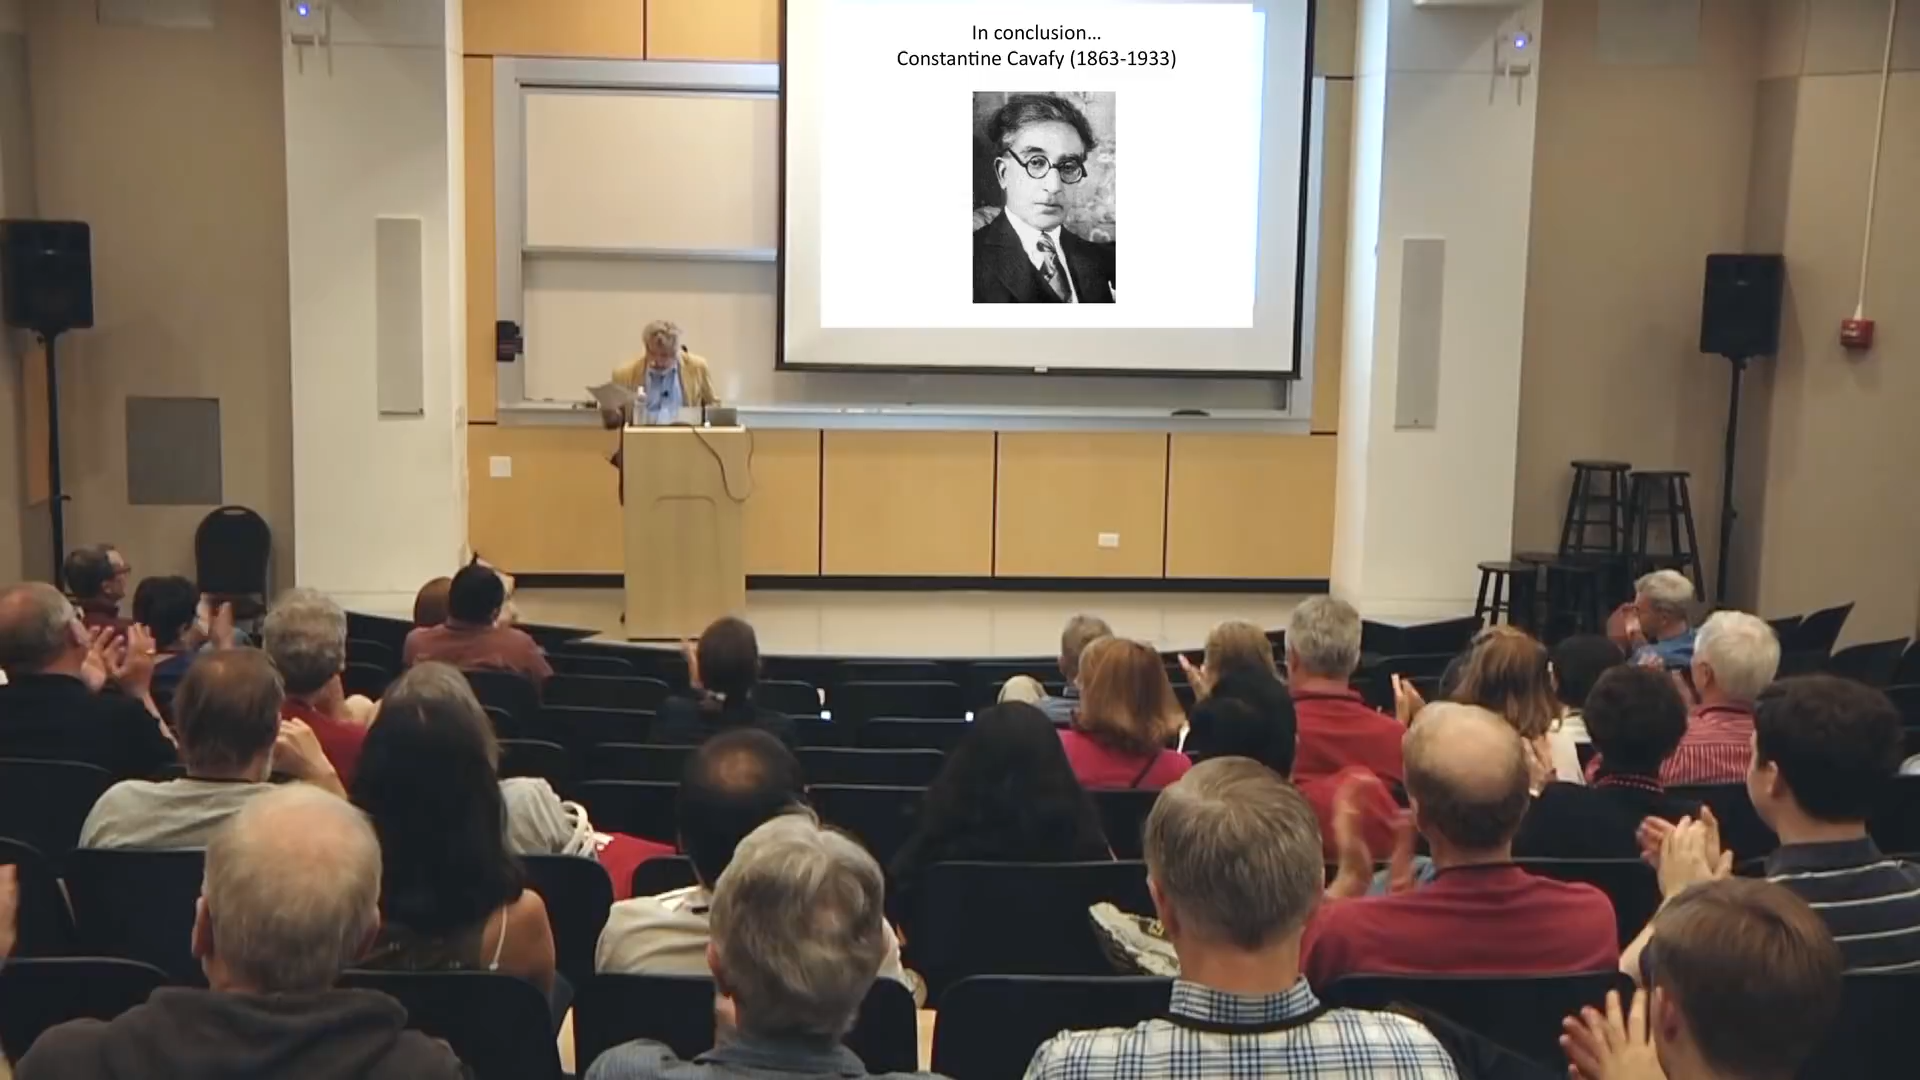 In conclusion...
Constantine Cavafy (1863-1933)